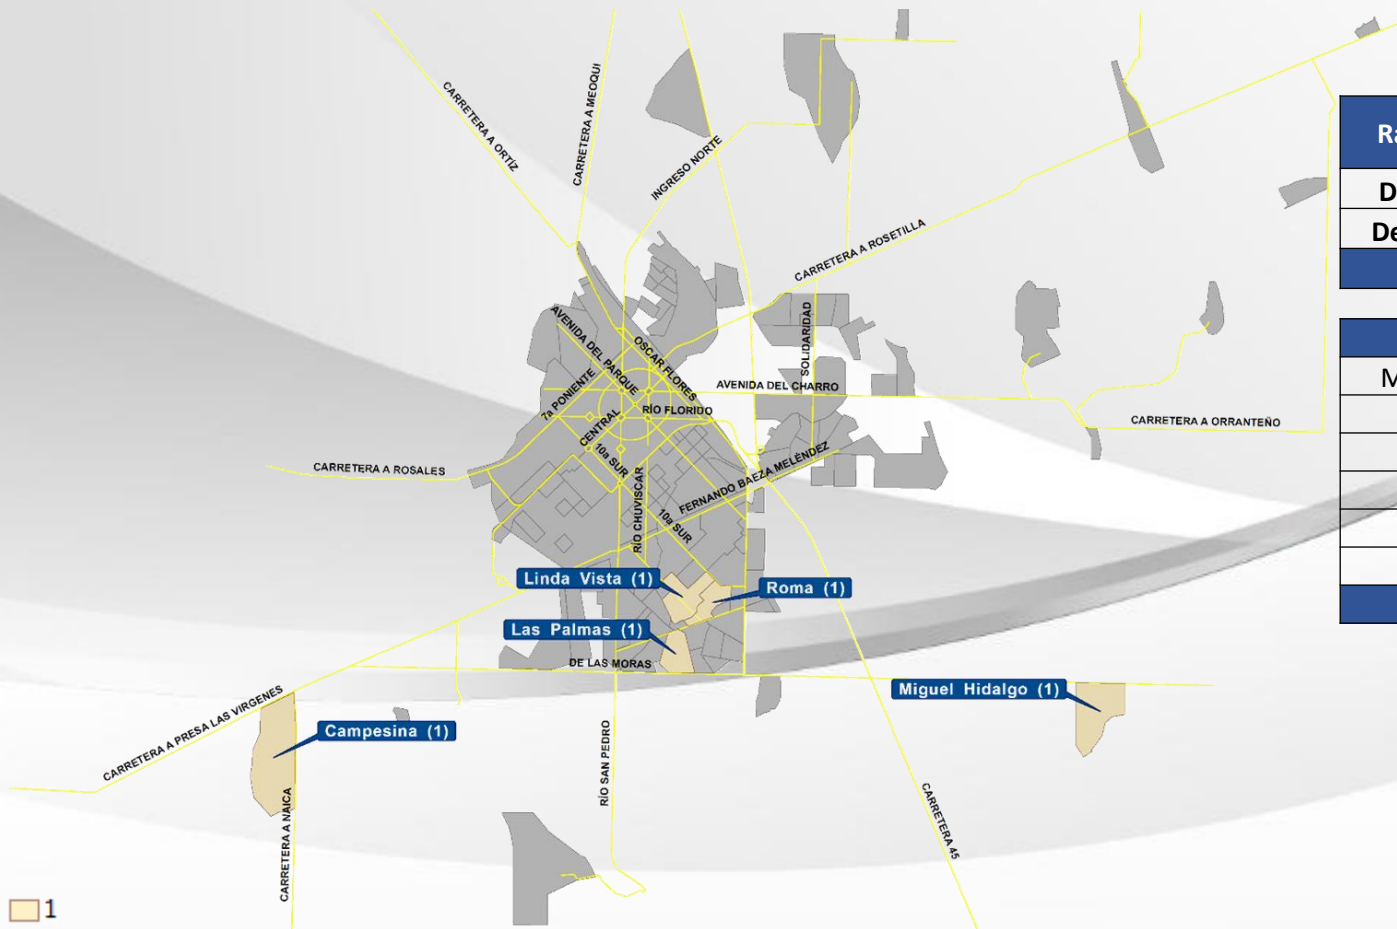 CARRETERA A ORTÍZ
CARRETERA A MEOQUI
INGRESO NORTE
CARRETERA A ROSETILLA
AVENIDA DEL PARQUE
OSCAR FLORES
SOLIDARIDAD
7a PONIENTE
AVENIDA DEL CHARRO
RÍO FLORIDO
CENTRAL
CARRETERA A ORRANTEÑO
10a SUR
CARRETERA A ROSALES
FERNANDO BAEZA MELÉNDEZ
RÍO CHUVISCAR
10a SUR
Linda Vista (1)
Roma (1)
Las Palmas (1)
DE LAS MORAS
Miguel Hidalgo (1)
CARRETERA A PRESA LAS VIRGENES
Campesina (1)
RÍO SAN PEDRO
CARRETERA A NAICA
CARRETERA 45
1